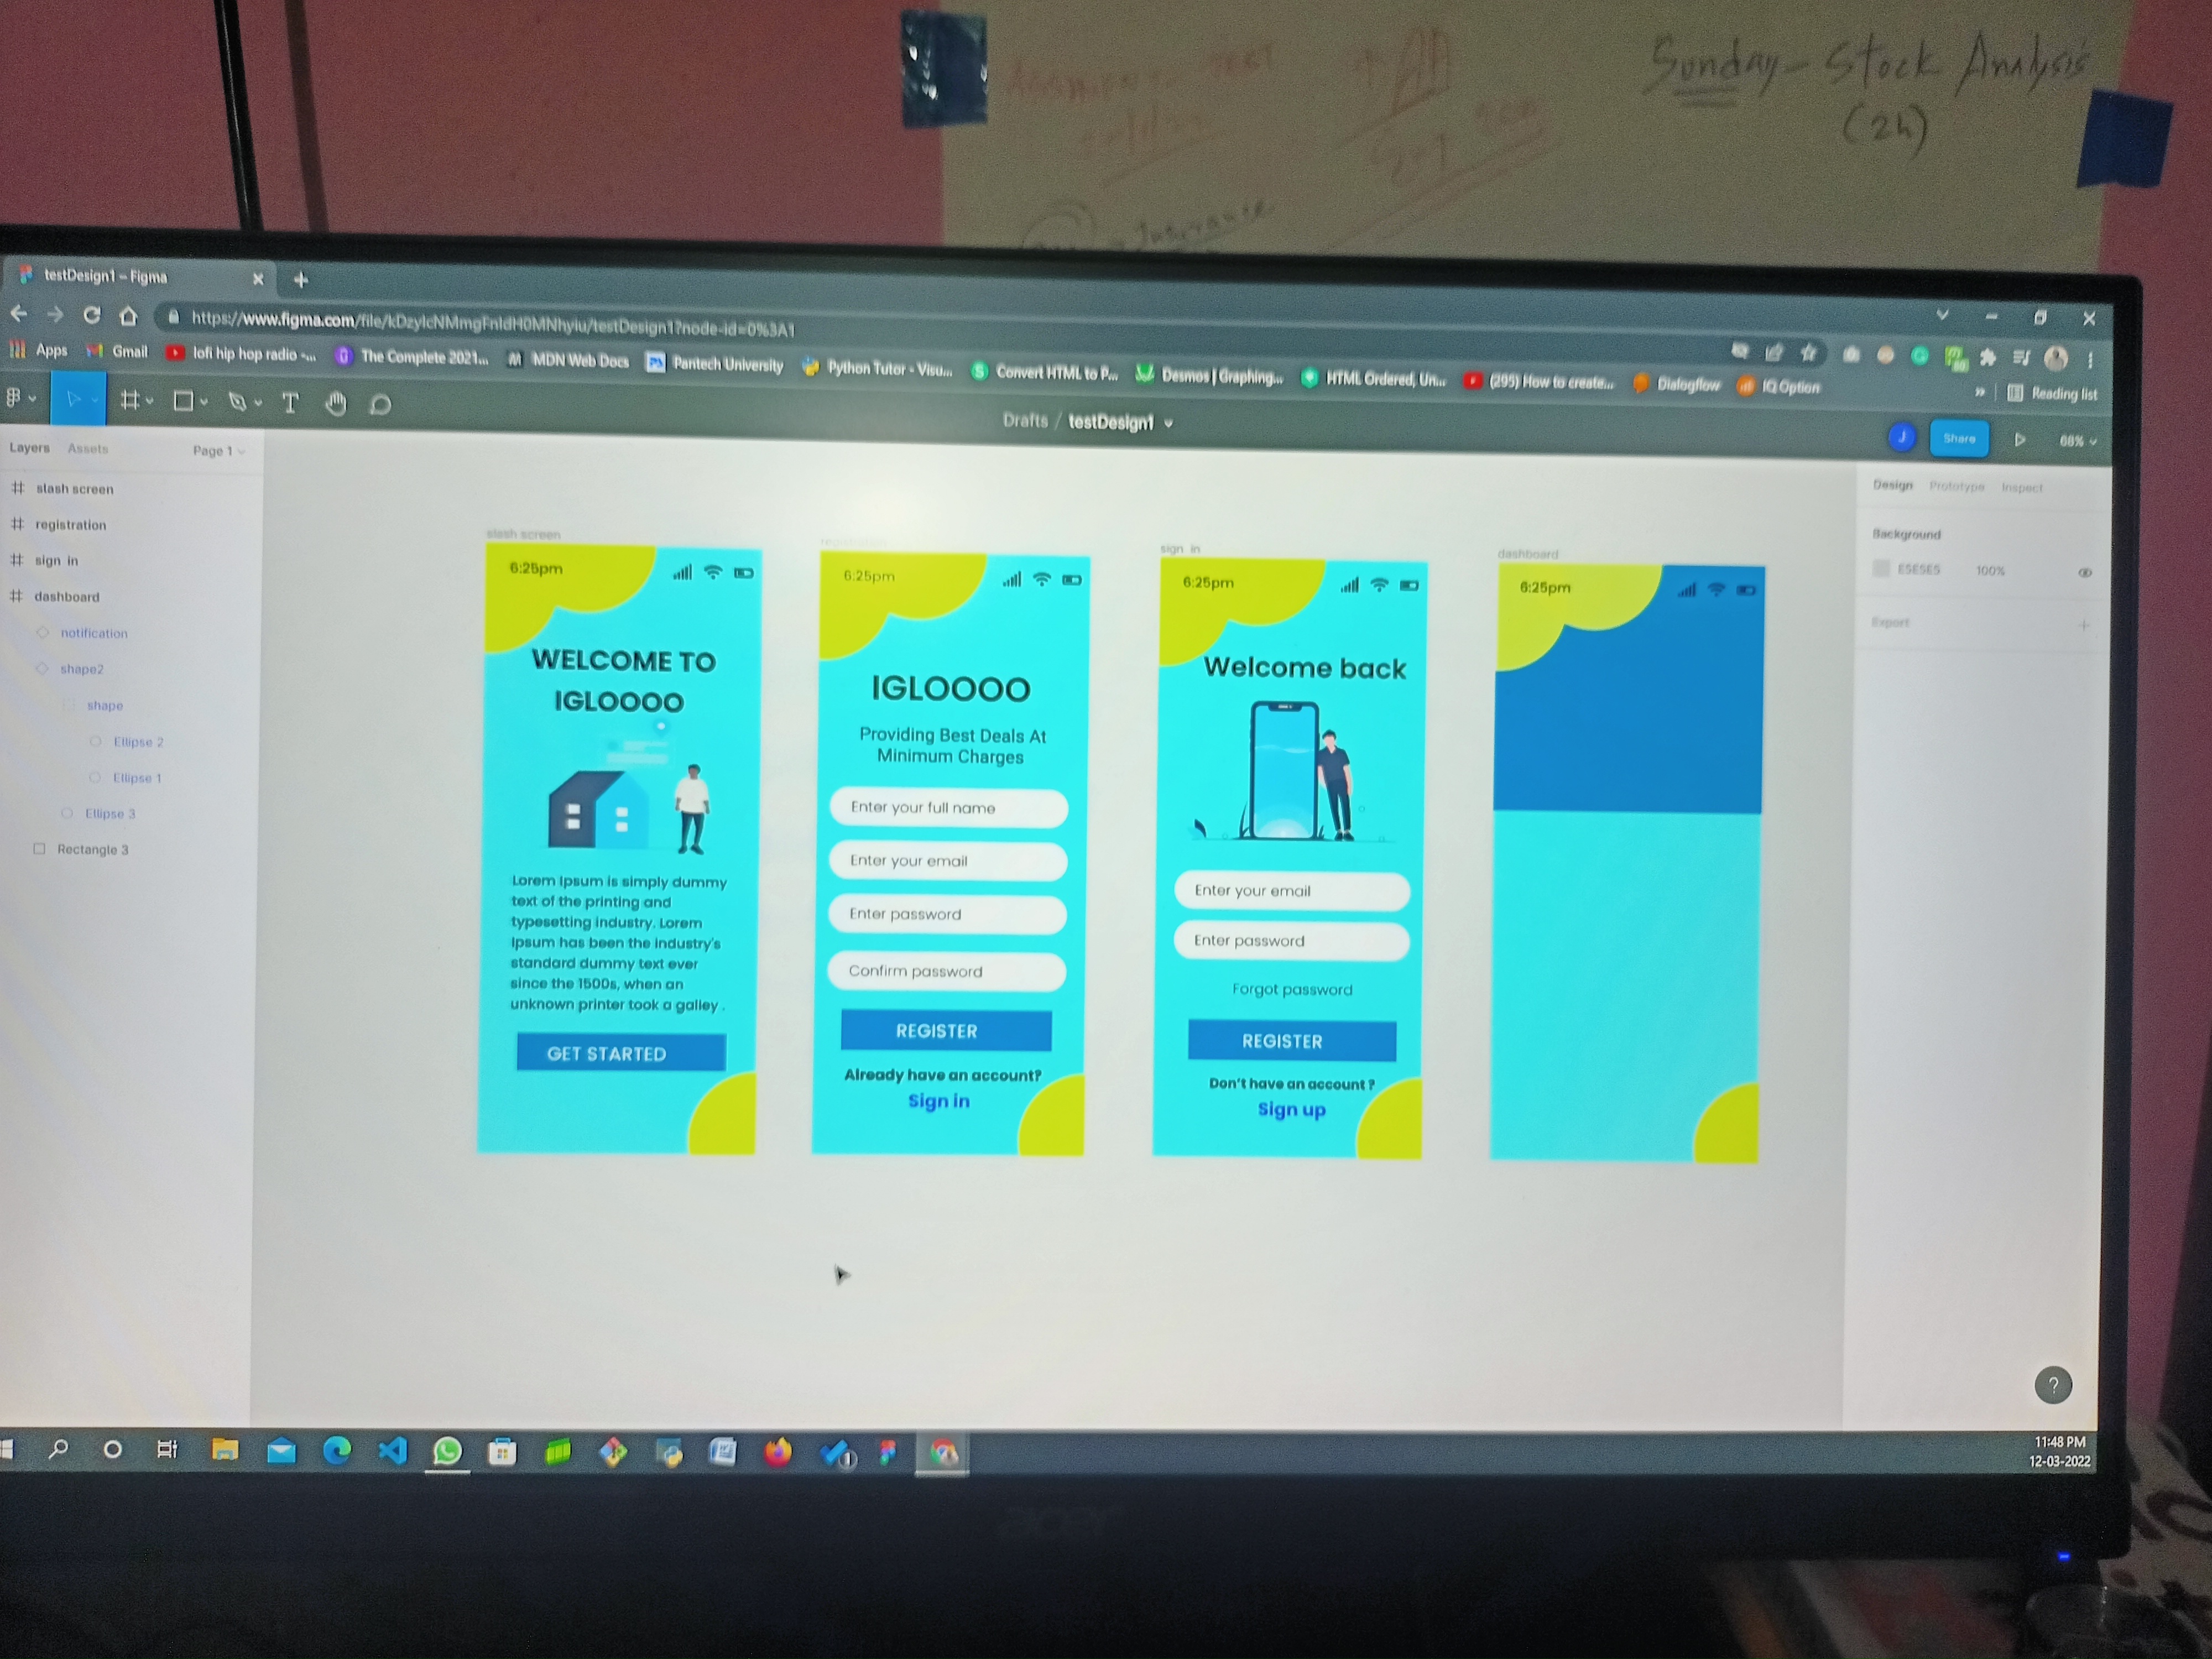 Sunday - Stock Analysis
(2h)
Insurance
testDesign1 – Figma
https://www.figma.com/file/kDzylcNMmgFnldH0MNhyiu/testDesign1?node-id=0%3A1
Apps
Gmail
lofi hip hop radio -...
The Complete 2021...
MDN Web Docs
Pantech University
Python Tutor - Visu...
Convert HTML to P...
Desmos | Graphing...
HTML Ordered, Un...
(295) How to create...
Dialogflow
IQ Option
»
Reading list
Drafts / testDesign1
J
Share
68%
Layers
Assets
Page 1
slash screen
registration
sign in
dashboard
notification
shape2
shape
Ellipse 2
Ellipse 1
Ellipse 3
Rectangle 3
slash screen
6:25pm
WELCOME TO
IGLOOOO
Lorem Ipsum is simply dummy
text of the printing and
typesetting industry. Lorem
Ipsum has been the industry's
standard dummy text ever
since the 1500s, when an
unknown printer took a galley .
GET STARTED
registration
6:25pm
IGLOOOO
Providing Best Deals At
Minimum Charges
Enter your full name
Enter your email
Enter password
Confirm password
REGISTER
Already have an account?
Sign in
sign in
6:25pm
Welcome back
Enter your email
Enter password
Forgot password
REGISTER
Don't have an account ?
Sign up
dashboard
6:25pm
Design
Prototype
Inspect
Background
E5E5E5
100%
Export
?
11:48 PM
12-03-2022
acer